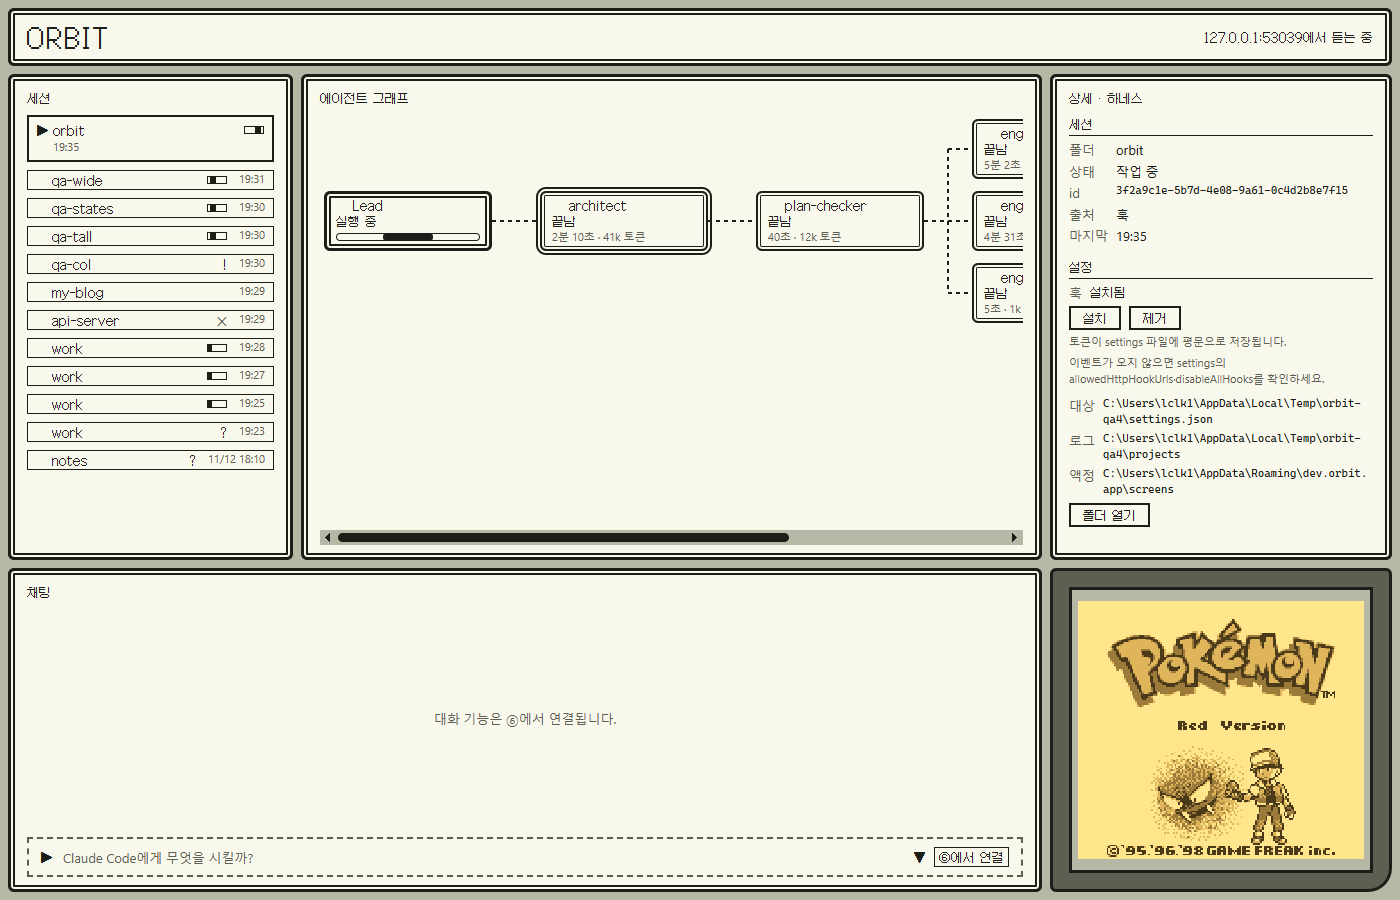 ORBIT
127.0.0.1:53039에서 듣는 중
세션
▶ orbit
19:35
qa-wide 19:31
qa-states 19:30
qa-tall 19:30
qa-col ! 19:30
my-blog 19:29
api-server × 19:29
work 19:28
work 19:27
work 19:25
work ? 19:23
notes ? 11/12 18:10
에이전트 그래프
Lead
실행 중
architect
끝남
2분 10초 · 41k 토큰
plan-checker
끝남
40초 · 12k 토큰
eng
끝남
5분 2초
eng
끝남
4분 31초
eng
끝남
5초 · 1k
상세 · 하네스
세션
폴더 orbit
상태 작업 중
id 3f2a9c1e-5b7d-4e08-9a61-0c4d2b8e7f15
출처 훅
마지막 19:35
설정
훅 설치됨
설치 제거
토큰이 settings 파일에 평문으로 저장됩니다.
이벤트가 오지 않으면 settings의
allowedHttpHookUrls·disableAllHooks를 확인하세요.
대상 C:\Users\lclk1\AppData\Local\Temp\orbit-
qa4\settings.json
로그 C:\Users\lclk1\AppData\Local\Temp\orbit-
qa4\projects
액정 C:\Users\lclk1\AppData\Roaming\dev.orbit.
app\screens
폴더 열기
채팅
대화 기능은 ⑥에서 연결됩니다.
▶ Claude Code에게 무엇을 시킬까? ▼ ⑥에서 연결
POKéMON TM
Red Version
©'95.'96.'98 GAME FREAK inc.